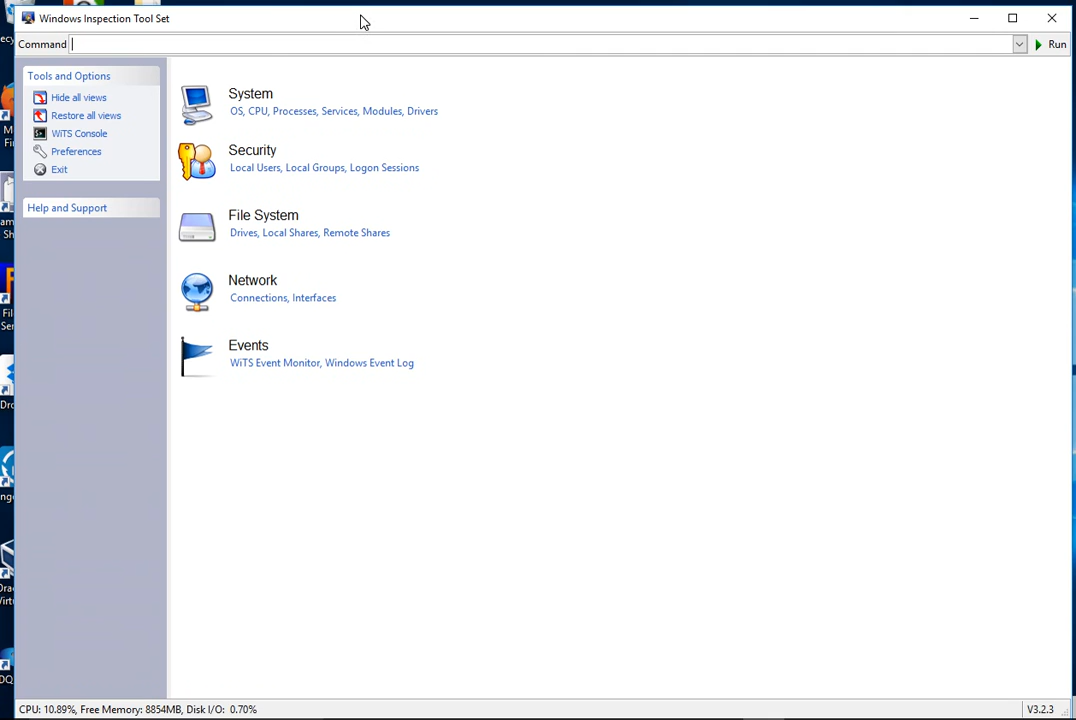 Windows Inspection Tool Set
Command
Run
Tools and Options
Hide all views
Restore all views
WiTS Console
Preferences
Exit
Help and Support
System
OS, CPU, Processes, Services, Modules, Drivers
Security
Local Users, Local Groups, Logon Sessions
File System
Drives, Local Shares, Remote Shares
Network
Connections, Interfaces
Events
WiTS Event Monitor, Windows Event Log
CPU: 10.89%, Free Memory: 8854MB, Disk I/O: 0.70%
V3.2.3